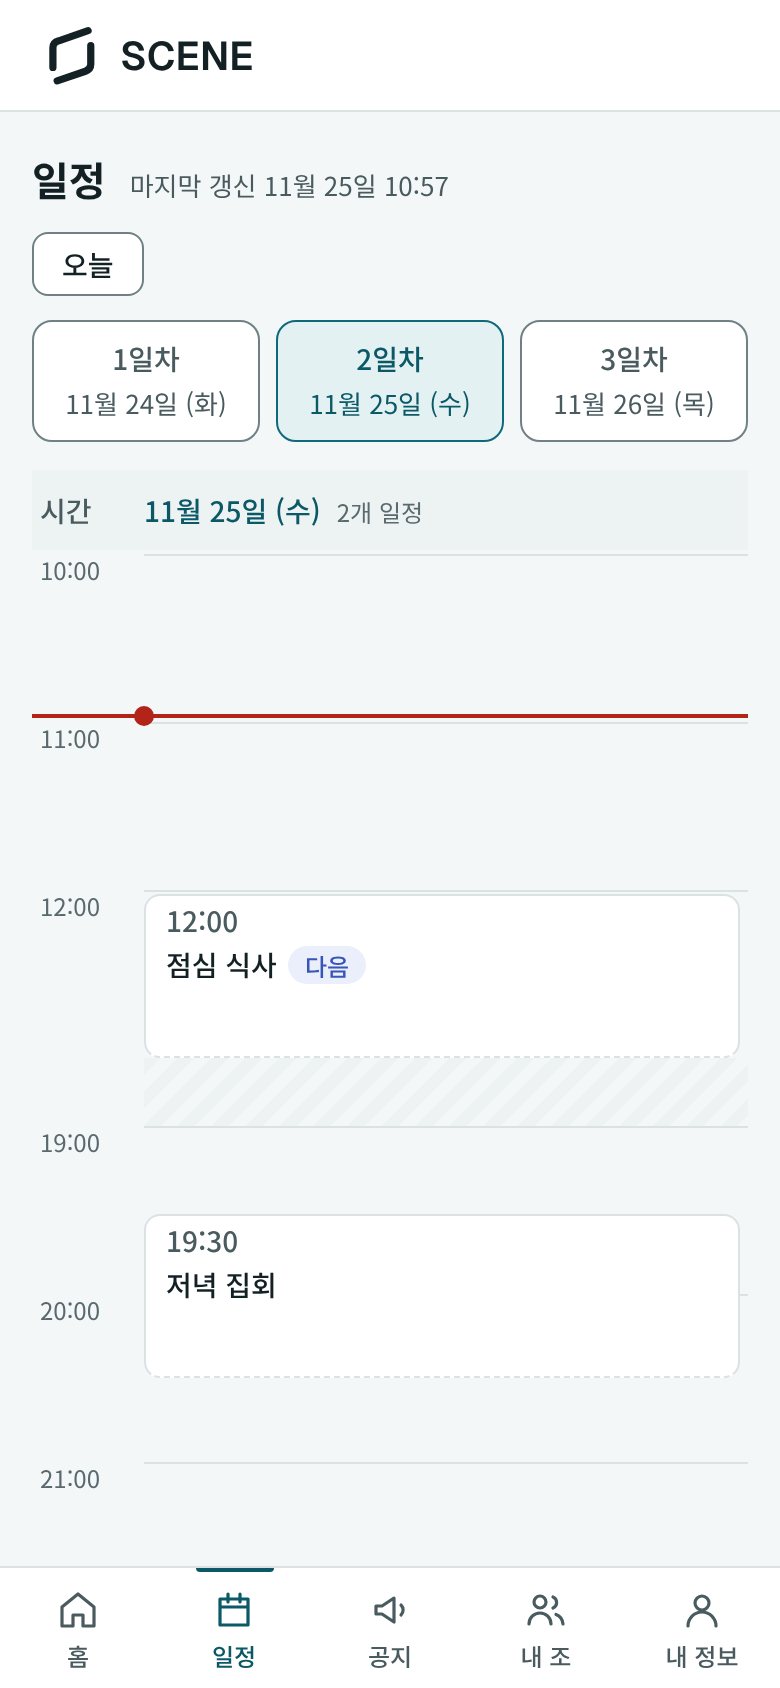 SCENE
일정 마지막 갱신 11월 25일 10:57
오늘
1일차
11월 24일 (화)
2일차
11월 25일 (수)
3일차
11월 26일 (목)
시간 11월 25일 (수) 2개 일정
10:00
11:00
12:00
12:00
점심 식사 다음
19:00
19:30
저녁 집회
20:00
21:00
홈
일정
공지
내 조
내 정보